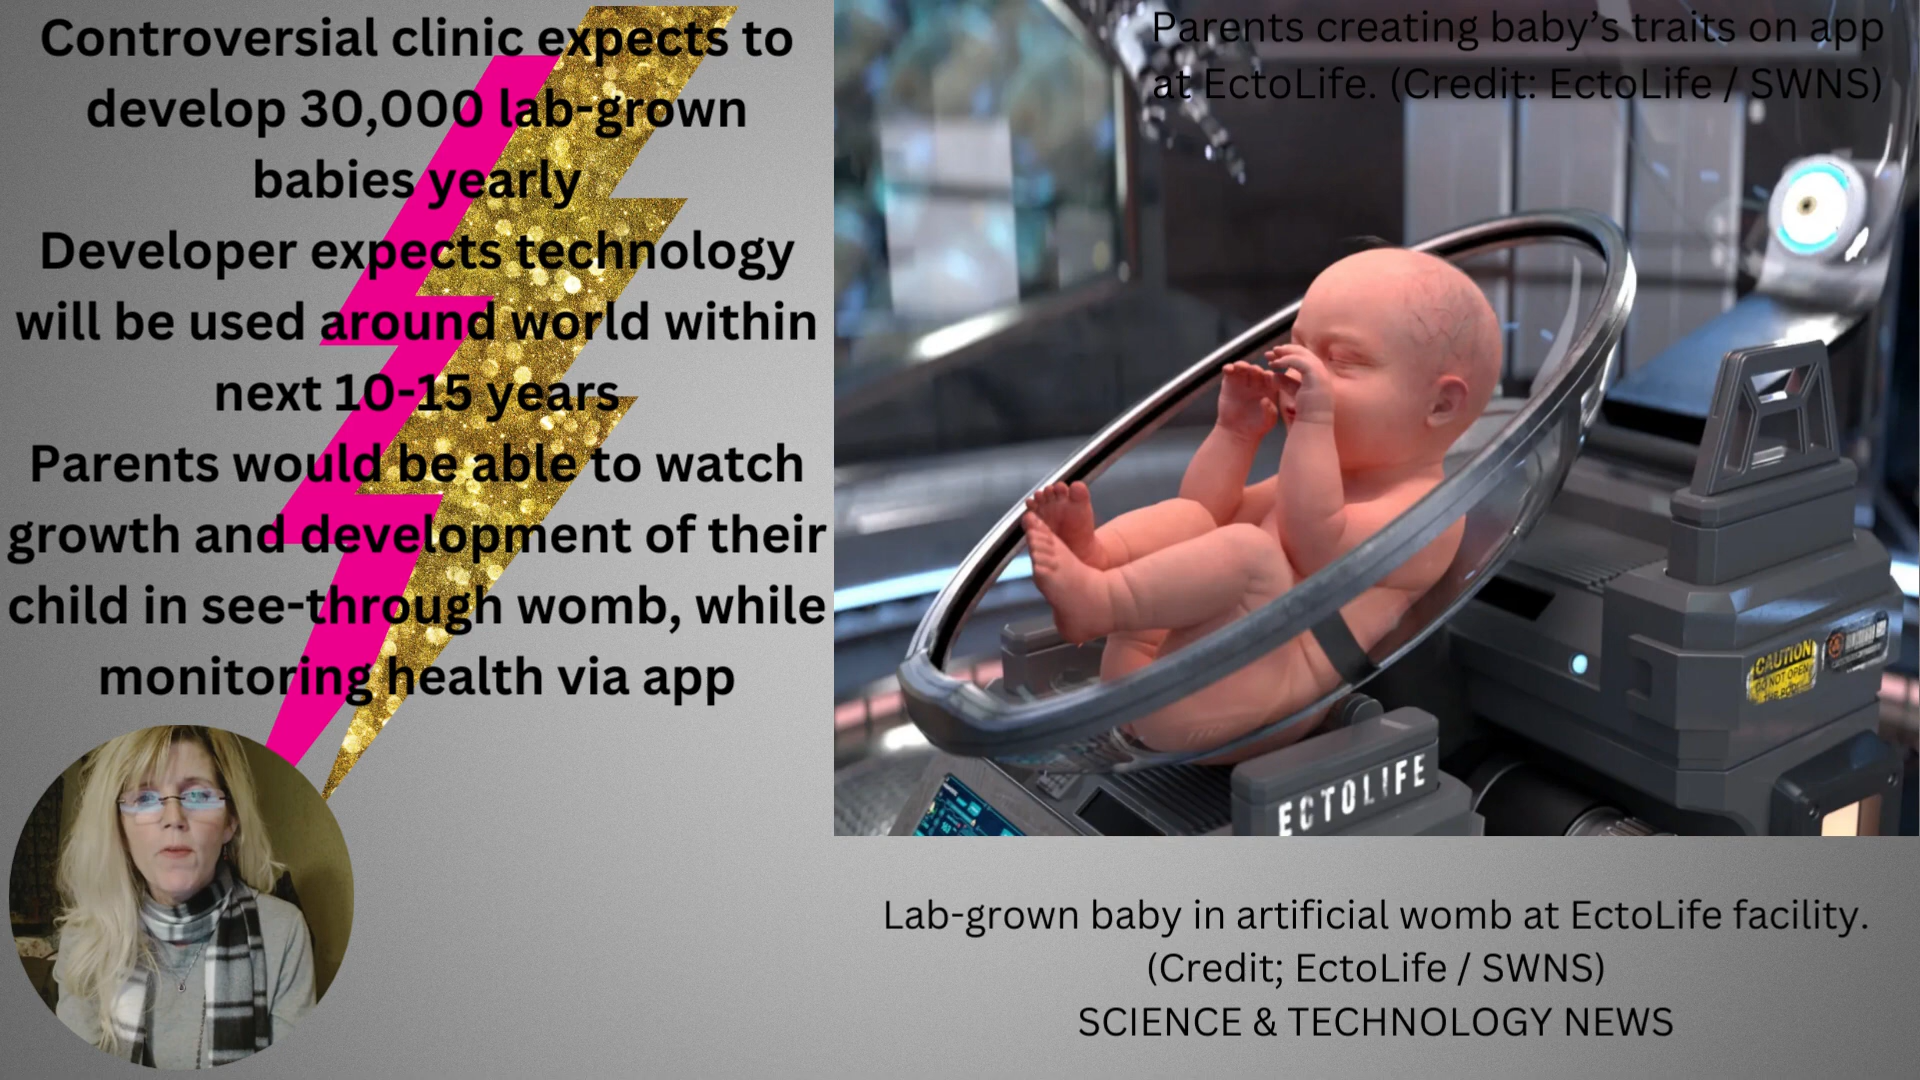 Controversial clinic expects to
develop 30,000 lab-grown
babies yearly
Developer expects technology
will be used around world within
next 10-15 years
Parents would be able to watch
growth and development of their
child in see-through womb, while
monitoring health via app
Parents creating baby’s traits on app
at EctoLife. (Credit: EctoLife / SWNS)
CAUTION
DO NOT OPEN
ECTOLIFE
Lab-grown baby in artificial womb at EctoLife facility.
(Credit; EctoLife / SWNS)
SCIENCE & TECHNOLOGY NEWS